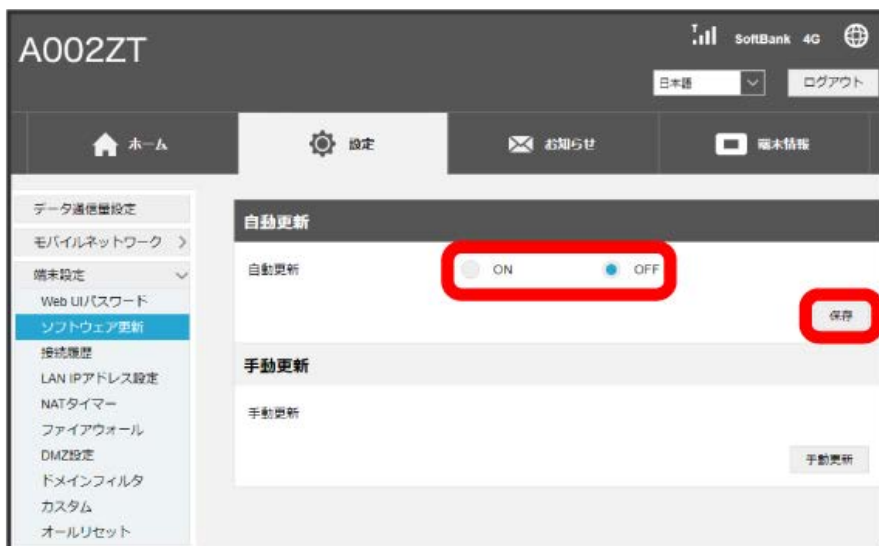 A002ZT
SoftBank 4G
日本語
ログアウト
ホーム
設定
お知らせ
端末情報
データ通信量設定
モバイルネットワーク
端末設定
Web UIパスワード
ソフトウェア更新
接続履歴
LAN IPアドレス設定
NATタイマー
ファイアウォール
DMZ設定
ドメインフィルタ
カスタム
オールリセット
自動更新
自動更新 ON OFF
保存
手動更新
手動更新
手動更新